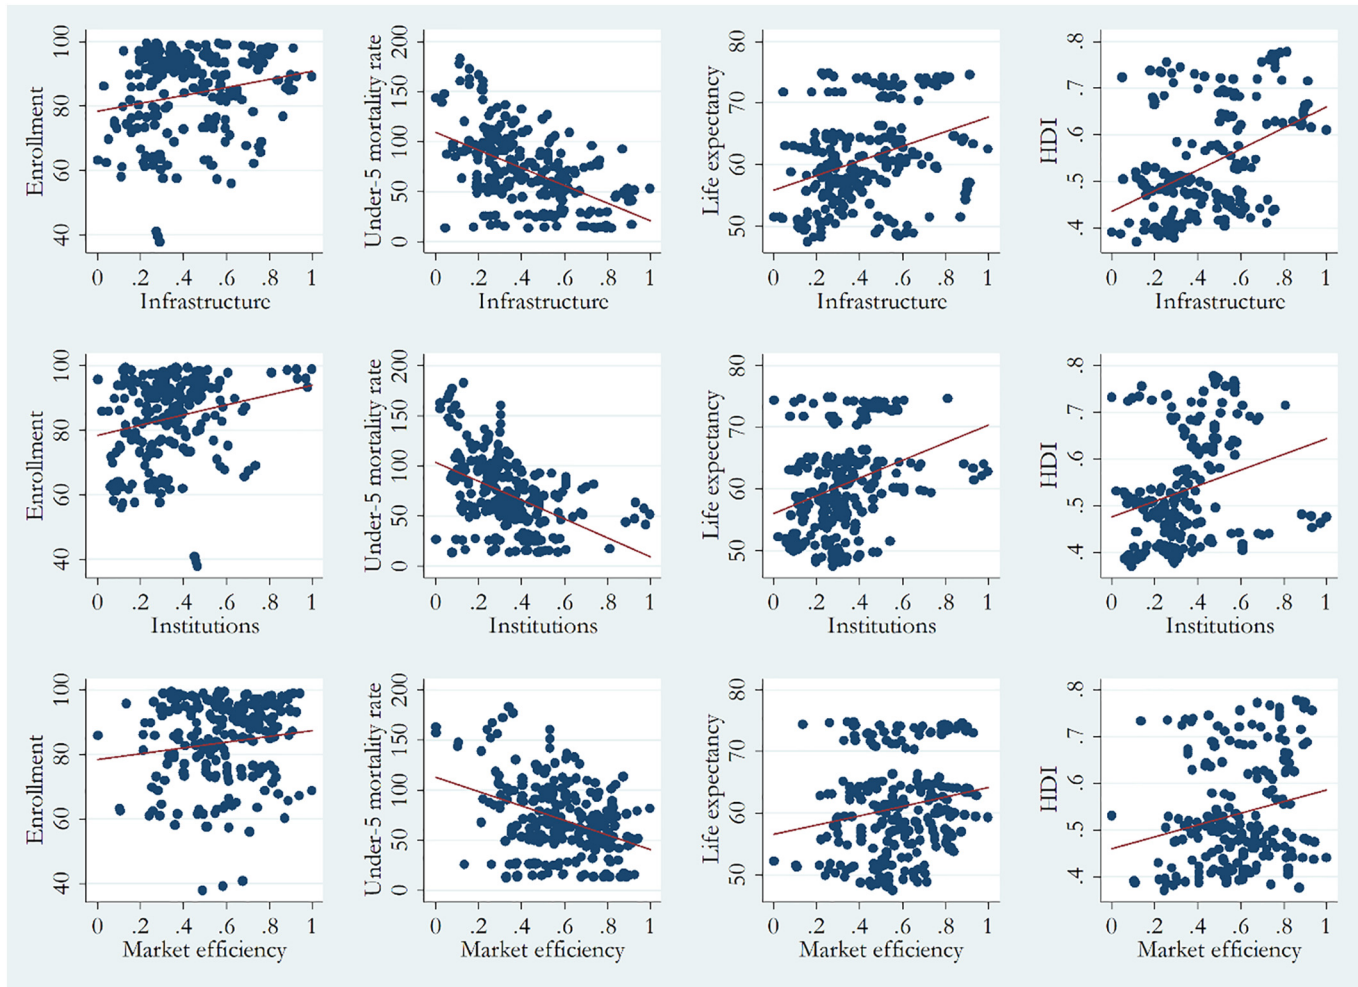 Enrollment
100
80
60
40
0 .2 .4 .6 .8 1
Infrastructure
Under-5 mortality rate
200
150
100
50
0
0 .2 .4 .6 .8 1
Infrastructure
Life expectancy
80
70
60
50
0 .2 .4 .6 .8 1
Infrastructure
HDI
.8
.7
.6
.5
.4
0 .2 .4 .6 .8 1
Infrastructure
Enrollment
100
80
60
40
0 .2 .4 .6 .8 1
Institutions
Under-5 mortality rate
200
150
100
50
0
0 .2 .4 .6 .8 1
Institutions
Life expectancy
80
70
60
50
0 .2 .4 .6 .8 1
Institutions
HDI
.8
.7
.6
.5
.4
0 .2 .4 .6 .8 1
Institutions
Enrollment
100
80
60
40
0 .2 .4 .6 .8 1
Market efficiency
Under-5 mortality rate
200
150
100
50
0
0 .2 .4 .6 .8 1
Market efficiency
Life expectancy
80
70
60
50
0 .2 .4 .6 .8 1
Market efficiency
HDI
.8
.7
.6
.5
.4
0 .2 .4 .6 .8 1
Market efficiency